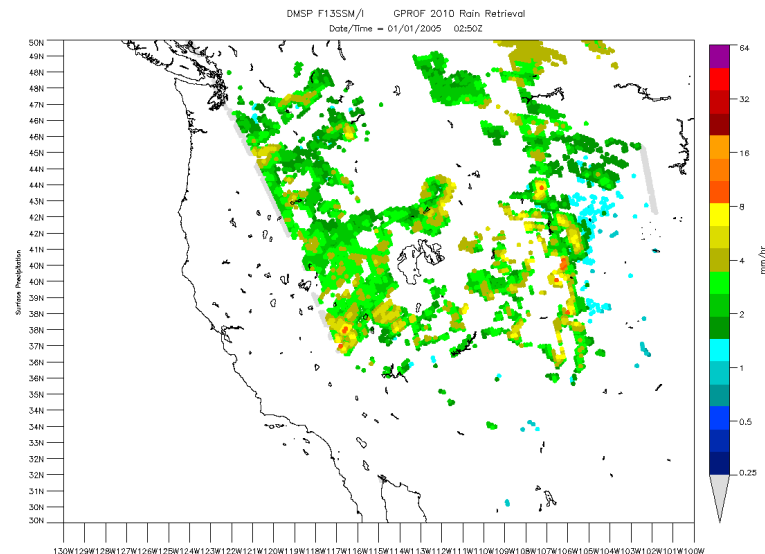 DMSP F13SSM/I GPROF 2010 Rain Retrieval
Date/Time = 01/01/2005 02:50Z
50N
49N
48N
47N
46N
45N
44N
43N
42N
41N
40N
39N
38N
37N
36N
35N
34N
33N
32N
31N
30N
Surface Precipitation
64
32
16
8
4
2
1
0.5
0.25
mm/hr
130W129W128W127W126W125W124W123W122W121W120W119W118W117W116W115W114W113W112W111W110W109W108W107W106W105W104W103W102W101W100W